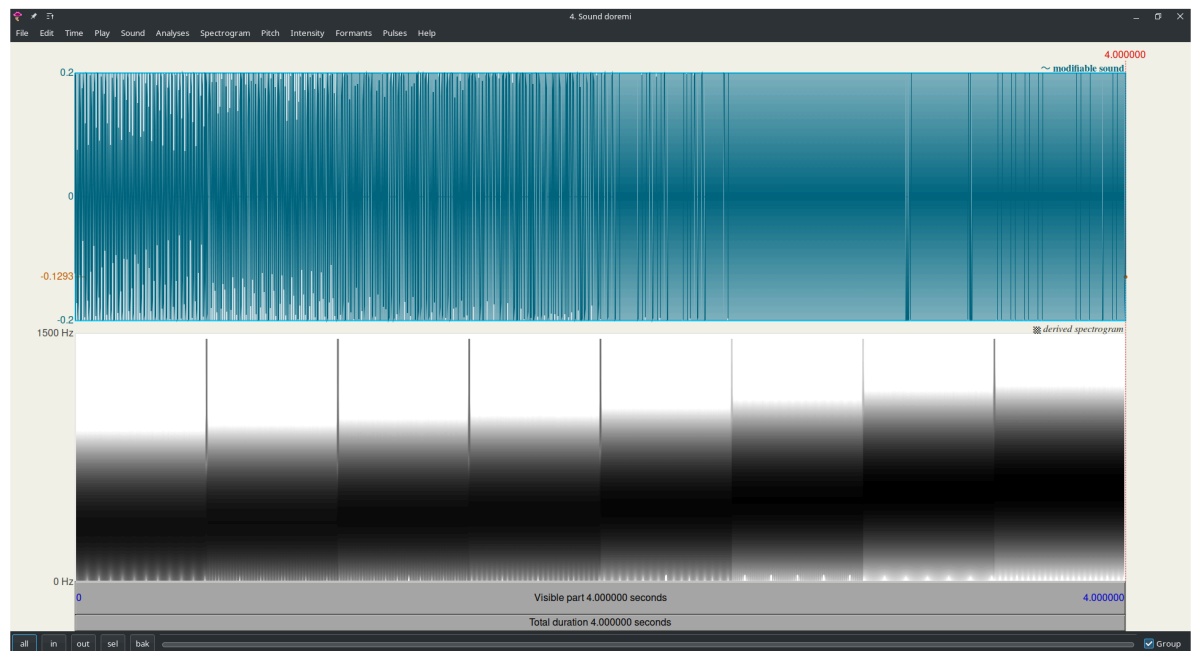 4. Sound doremi
File Edit Time Play Sound Analyses Spectrogram Pitch Intensity Formants Pulses Help
4.000000
0.2
～ modifiable sound
0
-0.1293
-0.2
1500 Hz
derived spectrogram
0 Hz
0 Visible part 4.000000 seconds 4.000000
Total duration 4.000000 seconds
all in out sel bak Group